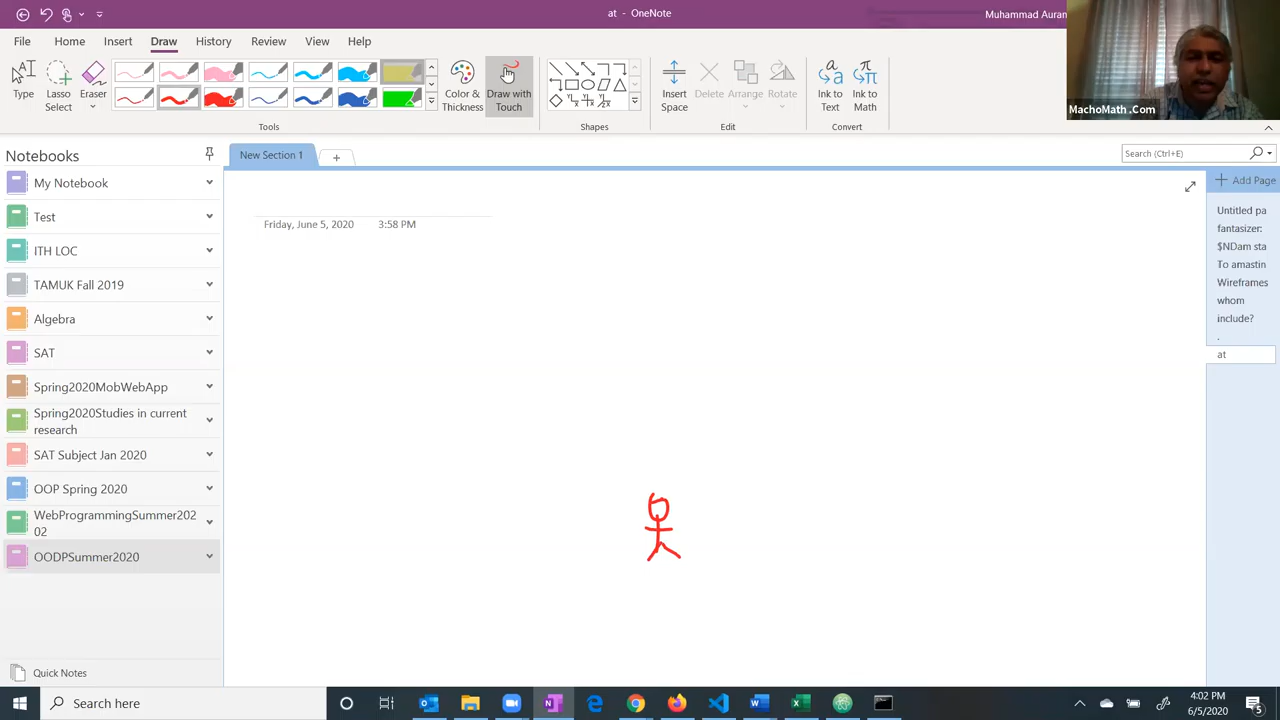 at - OneNote
Muhammad Auran
File
Home
Insert
Draw
History
Review
View
Help
Type
Lasso
Select
Eraser
Color &
Thickness
Draw with
Touch
Insert
Space
Delete
Arrange
Rotate
Ink to
Text
Ink to
Math
Tools
Shapes
Edit
Convert
MachoMath .Com
Notebooks
New Section 1
Search (Ctrl+E)
My Notebook
Test
ITH LOC
TAMUK Fall 2019
Algebra
SAT
Spring2020MobWebApp
Spring2020Studies in current
research
SAT Subject Jan 2020
OOP Spring 2020
WebProgrammingSummer202
02
OODPSummer2020
Quick Notes
Friday, June 5, 2020
3:58 PM
Add Page
Untitled pa
fantasizer:
$NDam sta
To amastin
Wireframes
whom
include?
.
at
Search here
4:02 PM
6/5/2020
5